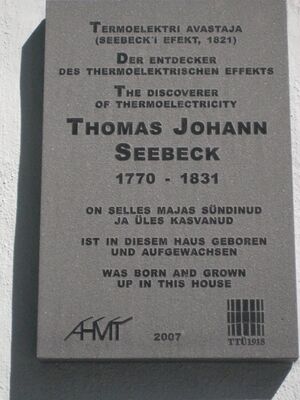 TERMOELEKTRI AVASTAJA
(SEEBECK'I EFEKT, 1821)
DER ENTDECKER
DES THERMOELEKTRISCHEN EFFEKTS
THE DISCOVERER
OF THERMOELECTRICITY
THOMAS JOHANN
SEEBECK
1770 - 1831
ON SELLES MAJAS SÜNDINUD
JA ÜLES KASVANUD
IST IN DIESEM HAUS GEBOREN
UND AUFGEWACHSEN
WAS BORN AND GROWN
UP IN THIS HOUSE
AHMT 2007 TTÜ1918